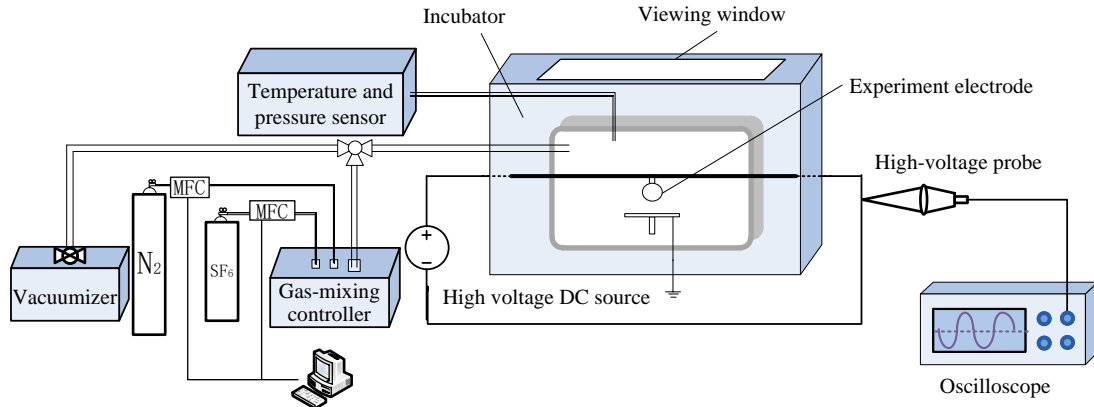 Incubator
Viewing window
Temperature and
pressure sensor
Experiment electrode
High-voltage probe
MFC
MFC
N2
SF6
+
−
Vacuumizer
Gas-mixing
controller
High voltage DC source
Oscilloscope